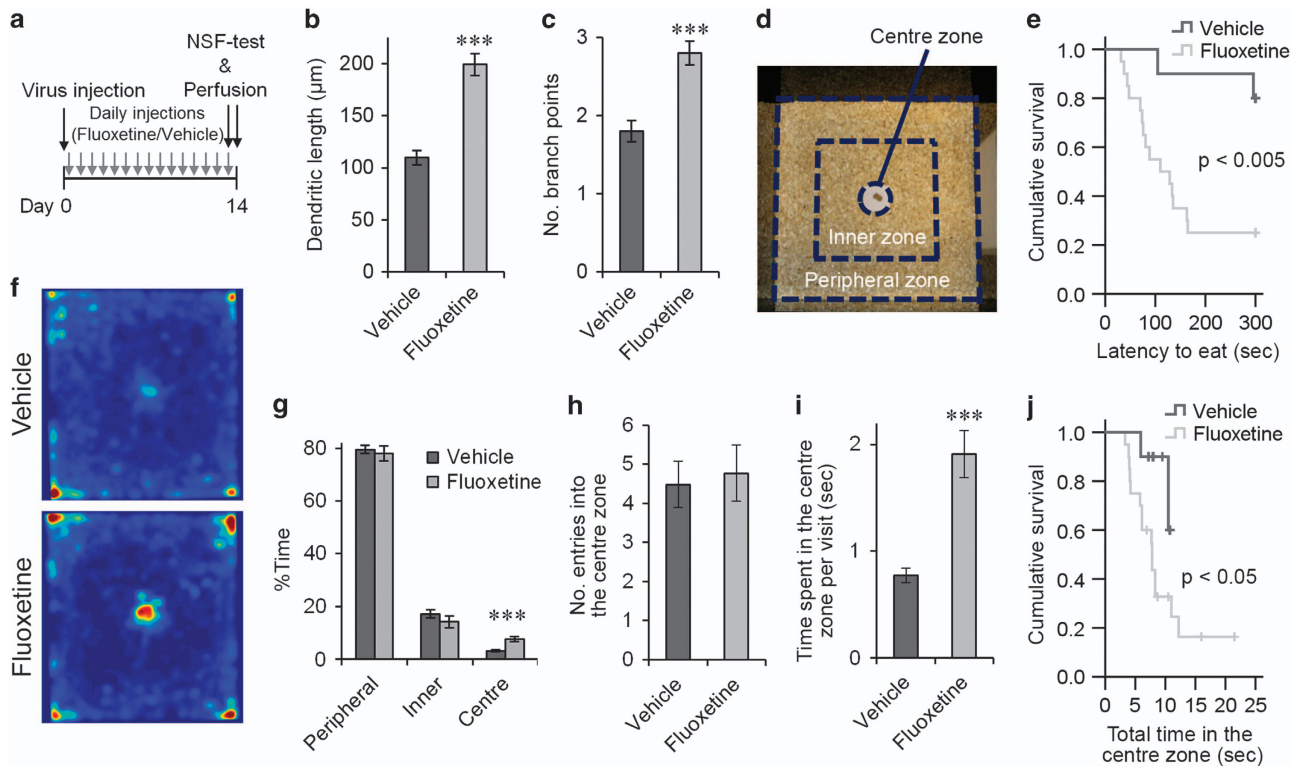 a
NSF-test
&
Virus injection Perfusion
Daily injections
(Fluoxetine/Vehicle)
Day 0 14
b
***
Dendritic length (µm)
200
150
100
50
0
Vehicle
Fluoxetine
c
***
No. branch points
3
2
1
0
Vehicle
Fluoxetine
d
Centre zone
Inner zone
Peripheral zone
e
Vehicle
Fluoxetine
Cumulative survival
1.0
0.8
0.6
0.4
0.2
0.0
p < 0.005
0 100 200 300
Latency to eat (sec)
f
Vehicle
Fluoxetine
g
%Time
80
60
40
20
0
Vehicle
Fluoxetine
***
Peripheral
Inner
Centre
h
No. entries into
the centre zone
6
5
4
3
2
1
0
Vehicle
Fluoxetine
i
***
Time spent in the centre
zone per visit (sec)
2
1
0
Vehicle
Fluoxetine
j
Vehicle
Fluoxetine
Cumulative survival
1.0
0.8
0.6
0.4
0.2
0.0
p < 0.05
0 5 10 15 20 25
Total time in the
centre zone (sec)